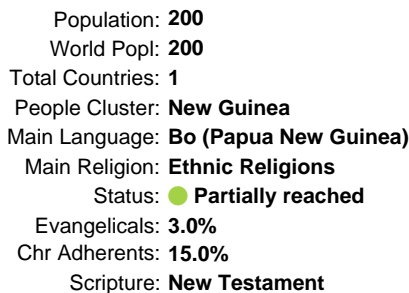 Population: 200
World Popl: 200
Total Countries: 1
People Cluster: New Guinea
Main Language: Bo (Papua New Guinea)
Main Religion: Ethnic Religions
Status: Partially reached
Evangelicals: 3.0%
Chr Adherents: 15.0%
Scripture: New Testament